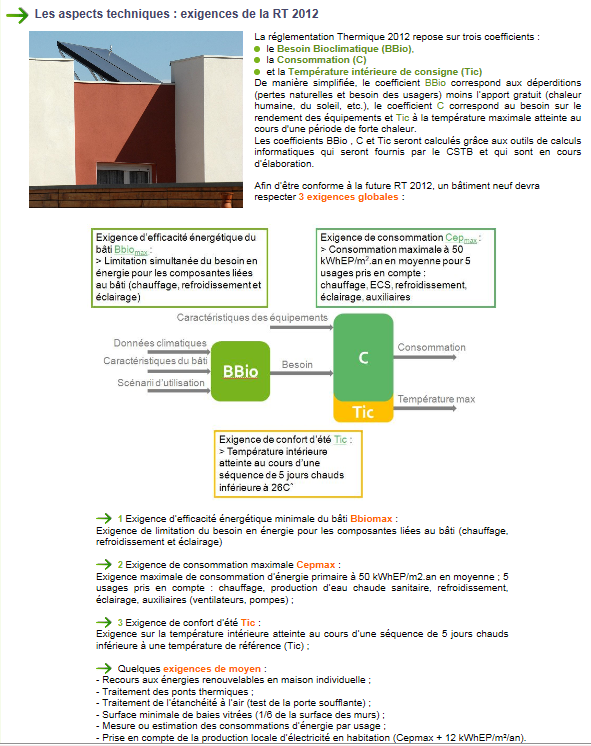 Les aspects techniques : exigences de la RT 2012
La réglementation Thermique 2012 repose sur trois coefficients :
le Besoin Bioclimatique (BBio),
la Consommation (C)
et la Température intérieure de consigne (Tic)
De manière simplifiée, le coefficient BBio correspond aux déperditions
(pertes naturelles et besoin des usagers) moins l'apport gratuit (chaleur
humaine, du soleil, etc.), le coefficient C correspond au besoin sur le
rendement des équipements et Tic à la température maximale atteinte au
cours d'une période de forte chaleur.
Les coefficients BBio , C et Tic seront calculés grâce aux outils de calculs
informatiques qui seront fournis par le CSTB et qui sont en cours
d'élaboration.
Afin d'être conforme à la future RT 2012, un bâtiment neuf devra
respecter 3 exigences globales :
Exigence d'efficacité énergétique du
bâti Bbiomax :
> Limitation simultanée du besoin en
énergie pour les composantes liées
au bâti (chauffage, refroidissement et
éclairage)
Exigence de consommation Cepmax :
> Consommation maximale à 50
kWhEP/m².an en moyenne pour 5
usages pris en compte :
chauffage, ECS, refroidissement,
éclairage, auxiliaires
Caractéristiques des équipements
Données climatiques
Caractéristiques du bâti
Scénarii d'utilisation
BBio
Besoin
C
Tic
Consommation
Température max
Exigence de confort d'été Tic :
> Température intérieure
atteinte au cours d'une
séquence de 5 jours chauds
inférieure à 26C°
1 Exigence d'efficacité énergétique minimale du bâti Bbiomax :
Exigence de limitation du besoin en énergie pour les composantes liées au bâti (chauffage,
refroidissement et éclairage)
2 Exigence de consommation maximale Cepmax :
Exigence maximale de consommation d'énergie primaire à 50 kWhEP/m2.an en moyenne ; 5
usages pris en compte : chauffage, production d'eau chaude sanitaire, refroidissement,
éclairage, auxiliaires (ventilateurs, pompes) ;
3 Exigence de confort d'été Tic :
Exigence sur la température intérieure atteinte au cours d'une séquence de 5 jours chauds
inférieure à une température de référence (Tic) ;
Quelques exigences de moyen :
- Recours aux énergies renouvelables en maison individuelle ;
- Traitement des ponts thermiques ;
- Traitement de l'étanchéité à l'air (test de la porte soufflante) ;
- Surface minimale de baies vitrées (1/6 de la surface des murs) ;
- Mesure ou estimation des consommations d'énergie par usage ;
- Prise en compte de la production locale d'électricité en habitation (Cepmax + 12 kWhEP/m²/an).